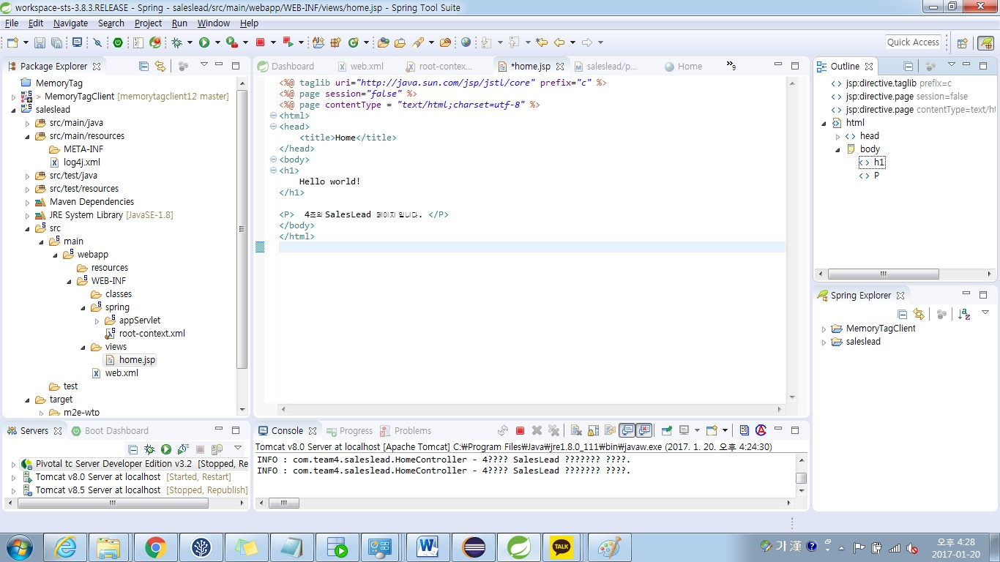 workspace-sts-3.8.3.RELEASE - Spring - saleslead/src/main/webapp/WEB-INF/views/home.jsp - Spring Tool Suite
File Edit Navigate Search Project Run Window Help
Quick Access
Package Explorer
MemoryTag
> MemoryTagClient [memorytagclient12 master]
saleslead
src/main/java
src/main/resources
META-INF
log4j.xml
src/test/java
src/test/resources
Maven Dependencies
JRE System Library [JavaSE-1.8]
src
main
webapp
resources
WEB-INF
classes
spring
appServlet
root-context.xml
views
home.jsp
web.xml
test
target
m2e-wtp
Dashboard web.xml root-contex... *home.jsp saleslead/p... Home »9
<%@ taglib uri="http://java.sun.com/jsp/jstl/core" prefix="c" %>
<%@ page session="false" %>
<%@ page contentType = "text/html;charset=utf-8" %>
<html>
<head>
<title>Home</title>
</head>
<body>
<h1>
Hello world!
</h1>
<P> 4조의 SalesLead 페이지 입니다. </P>
</body>
</html>
Outline
jsp:directive.taglib prefix=c
jsp:directive.page session=false
jsp:directive.page contentType=text/ht
html
head
body
h1
P
Spring Explorer
MemoryTagClient
saleslead
Servers Boot Dashboard
Pivotal tc Server Developer Edition v3.2 [Stopped, Re
Tomcat v8.0 Server at localhost [Started, Restart]
Tomcat v8.5 Server at localhost [Stopped, Republish]
Console Progress Problems
Tomcat v8.0 Server at localhost [Apache Tomcat] C:₩Program Files₩Java₩jre1.8.0_111₩bin₩javaw.exe (2017. 1. 20. 오후 4:24:30)
INFO : com.team4.saleslead.HomeController - 4???? SalesLead ??????? ????.
INFO : com.team4.saleslead.HomeController - 4???? SalesLead ??????? ????.
TALK
가 漢
오후 4:28
2017-01-20